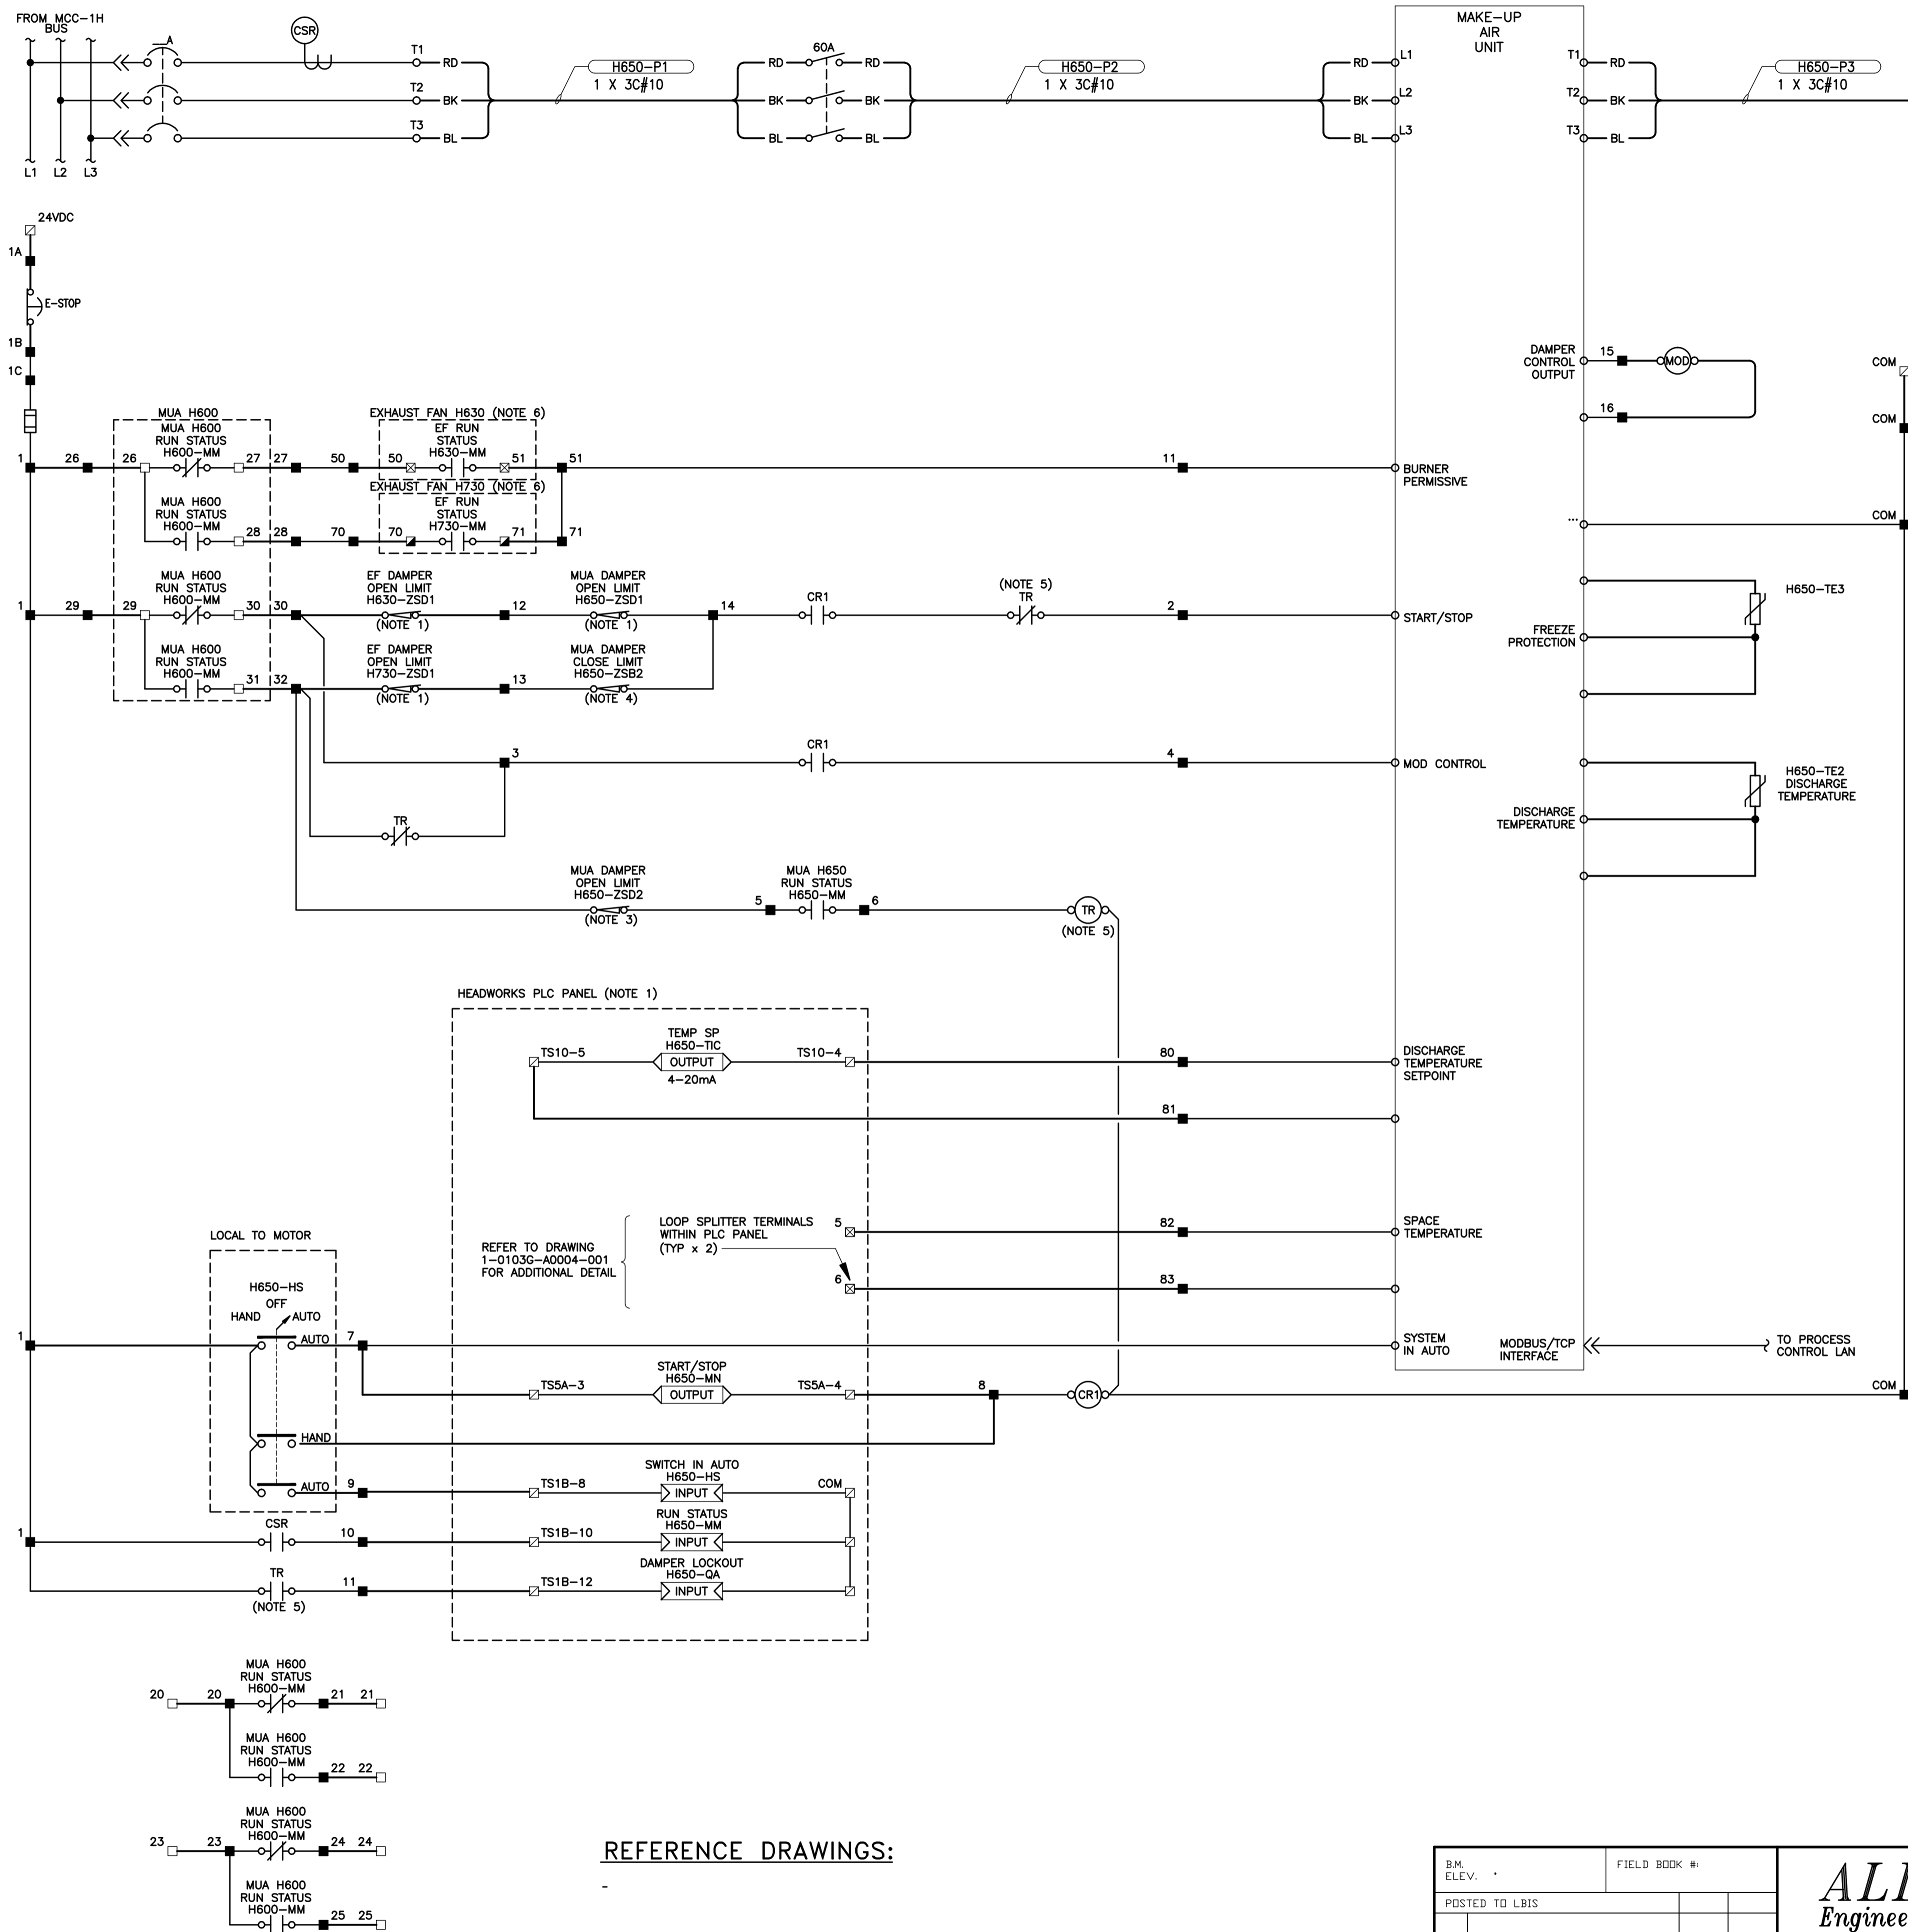 FROM MCC-1H
BUS
__A
CSR
T1
T2
T3
RD
BK
BL
H650-P1
1 X 3C#10
60A
RD
BK
BL
RD
BK
BL
H650-P2
1 X 3C#10
RD
BK
BL
L1
L2
L3
MAKE-UP
AIR
UNIT
T1
T2
T3
RD
BK
BL
H650-P3
1 X 3C#10
L1
L2
L3
24VDC
1A
E-STOP
1B
1C
DAMPER
CONTROL
OUTPUT
15
MOD
16
COM
COM
MUA H600
MUA H600
RUN STATUS
H600-MM
1
26
26
27
27
50
EXHAUST FAN H630 (NOTE 6)
EF RUN
STATUS
H630-MM
50
51
51
11
BURNER
PERMISSIVE
EXHAUST FAN H730 (NOTE 6)
MUA H600
RUN STATUS
H600-MM
28
28
70
EF RUN
STATUS
H730-MM
70
71
71
...
COM
MUA H600
RUN STATUS
H600-MM
1
29
29
30
30
EF DAMPER
OPEN LIMIT
H630-ZSD1
(NOTE 1)
12
MUA DAMPER
OPEN LIMIT
H650-ZSD1
(NOTE 1)
14
CR1
(NOTE 5)
TR
2
START/STOP
H650-TE3
FREEZE
PROTECTION
MUA H600
RUN STATUS
H600-MM
31
32
EF DAMPER
OPEN LIMIT
H730-ZSD1
(NOTE 1)
13
MUA DAMPER
CLOSE LIMIT
H650-ZSB2
(NOTE 4)
3
CR1
4
MOD CONTROL
H650-TE2
DISCHARGE
TEMPERATURE
DISCHARGE
TEMPERATURE
TR
MUA DAMPER
OPEN LIMIT
H650-ZSD2
(NOTE 3)
5
MUA H650
RUN STATUS
H650-MM
6
TR
(NOTE 5)
HEADWORKS PLC PANEL (NOTE 1)
TS10-5
TEMP SP
H650-TIC
OUTPUT
4-20mA
TS10-4
80
DISCHARGE
TEMPERATURE
SETPOINT
81
REFER TO DRAWING
1-0103G-A0004-001
FOR ADDITIONAL DETAIL
LOOP SPLITTER TERMINALS
WITHIN PLC PANEL
(TYP x 2)
5
82
SPACE
TEMPERATURE
6
83
LOCAL TO MOTOR
H650-HS
OFF
HAND
AUTO
1
AUTO
7
SYSTEM
IN AUTO
MODBUS/TCP
INTERFACE
TO PROCESS
CONTROL LAN
TS5A-3
START/STOP
H650-MN
OUTPUT
TS5A-4
8
CR1
COM
HAND
AUTO
9
TS1B-8
SWITCH IN AUTO
H650-HS
INPUT
COM
1
CSR
10
TS1B-10
RUN STATUS
H650-MM
INPUT
TR
(NOTE 5)
11
TS1B-12
DAMPER LOCKOUT
H650-QA
INPUT
MUA H600
RUN STATUS
H600-MM
20
20
21
21
MUA H600
RUN STATUS
H600-MM
22
22
MUA H600
RUN STATUS
H600-MM
23
23
24
24
MUA H600
RUN STATUS
H600-MM
25
25
REFERENCE DRAWINGS:
-
B.M.
ELEV.
FIELD BOOK #:
POSTED TO LBIS